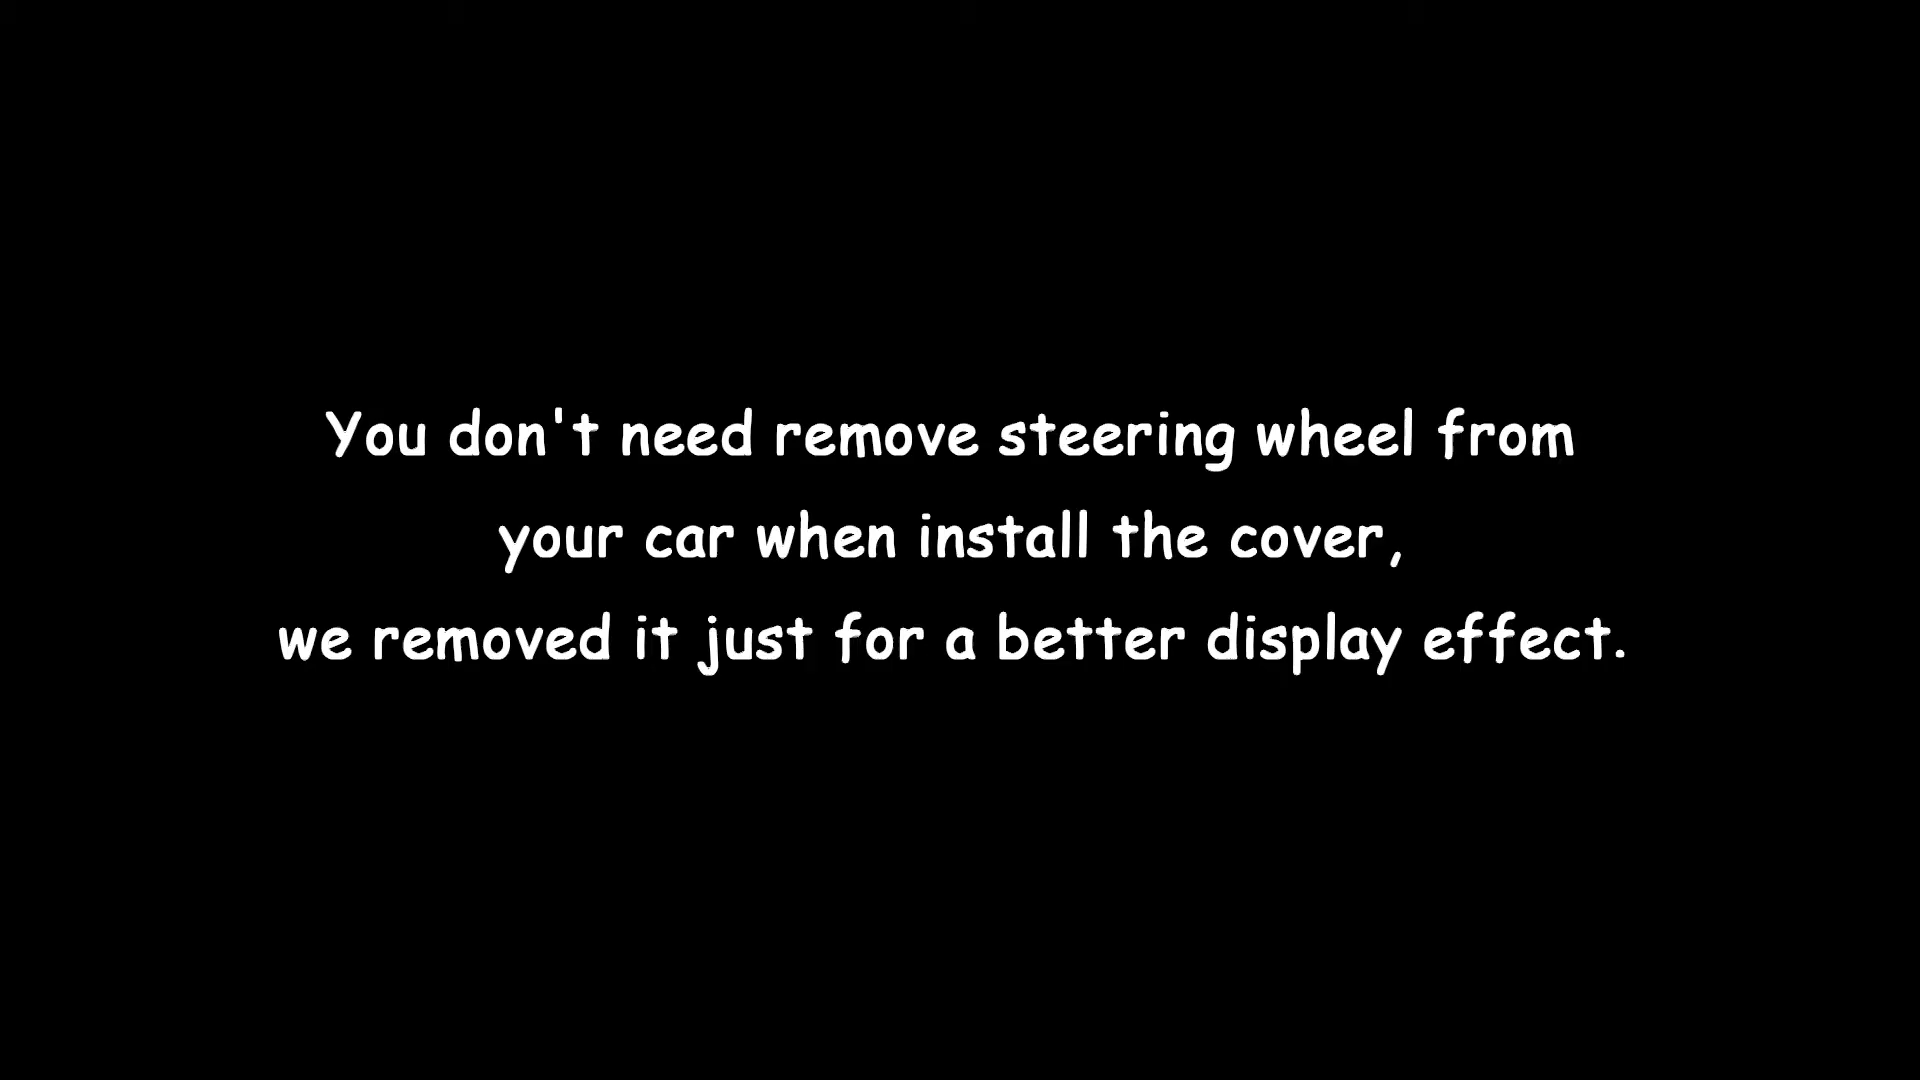 You don't need remove steering wheel from
your car when install the cover,
we removed it just for a better display effect.